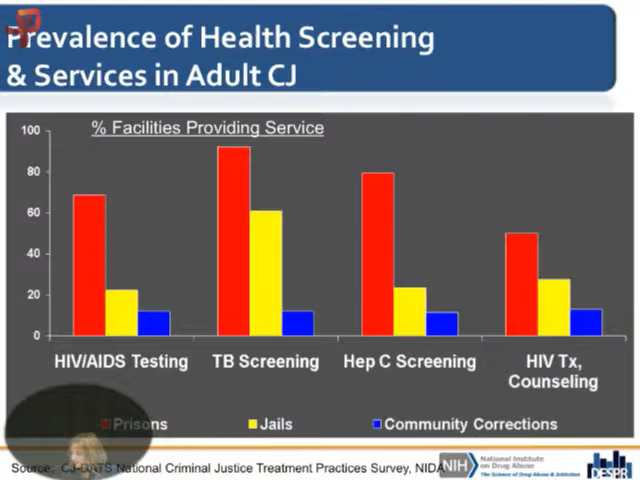 Prevalence of Health Screening
& Services in Adult CJ
% Facilities Providing Service
100
80
60
40
20
0
HIV/AIDS Testing
TB Screening
Hep C Screening
HIV Tx,
Counseling
Prisons
Jails
Community Corrections
Source: CJ-DATS National Criminal Justice Treatment Practices Survey, NIDA
NIH
National Institute
on Drug Abuse
The Science of Drug Abuse & Addiction
DESPR